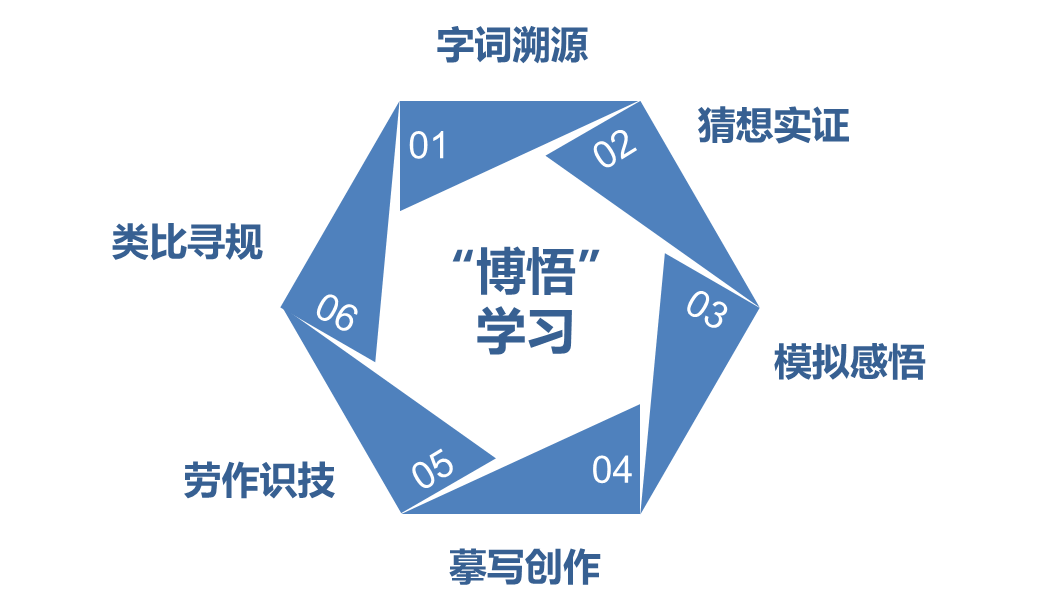 字词溯源
01
02
猜想实证
类比寻规
“博悟”
学习
06
03
模拟感悟
劳作识技
05
04
摹写创作